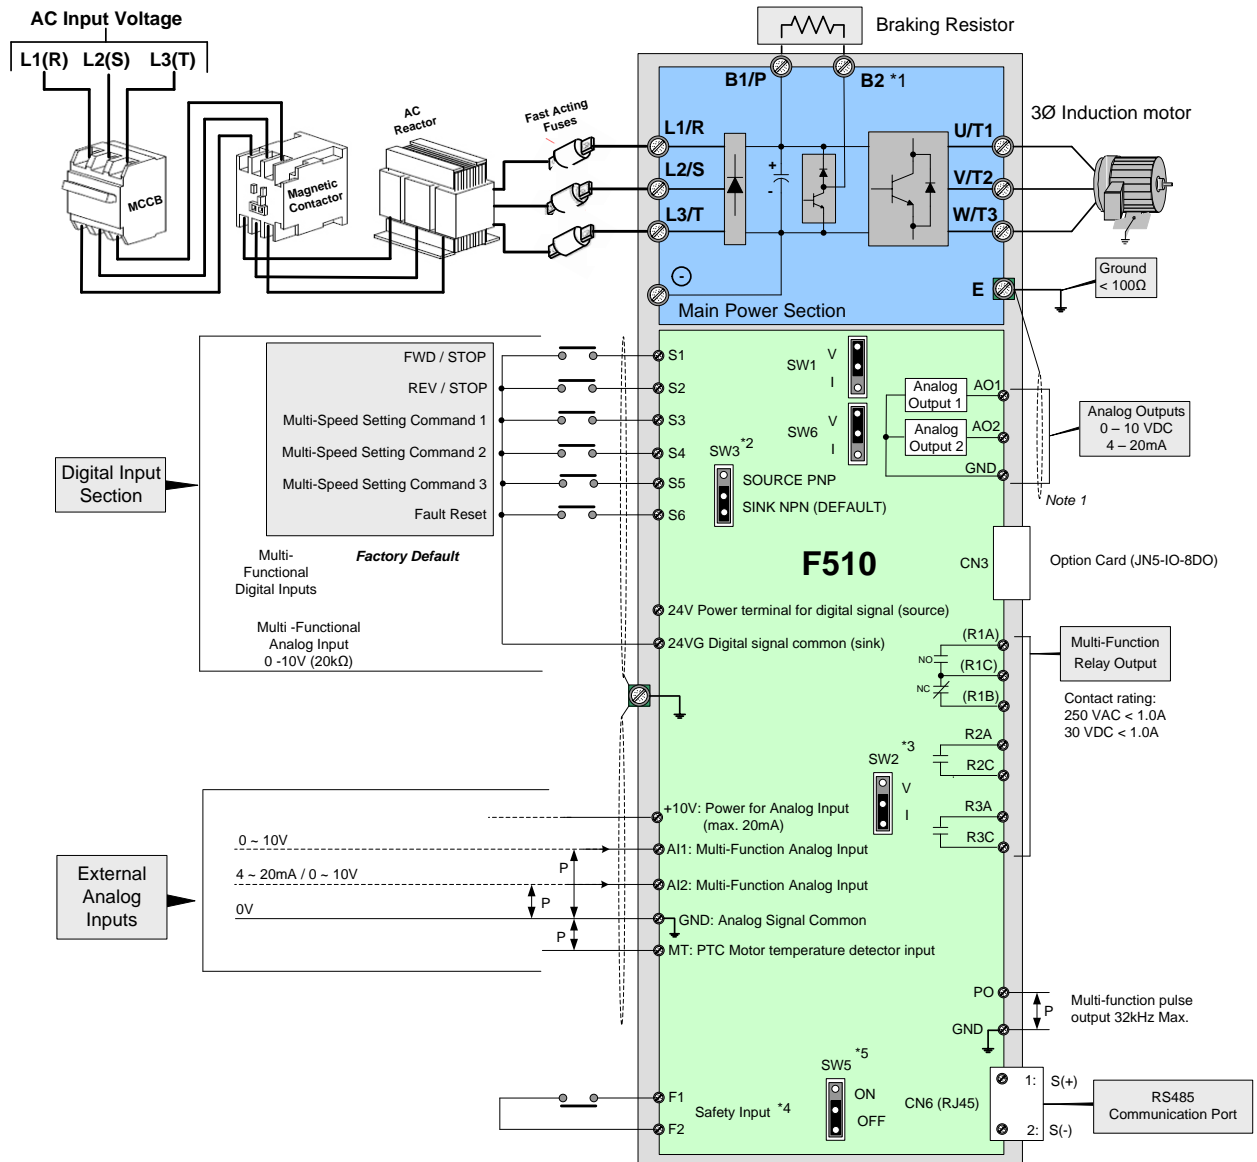 AC Input Voltage
L1(R) L2(S) L3(T)
MCCB
Magnetic
Contactor
AC
Reactor
Fast Acting
Fuses
Braking Resistor
B1/P
B2 *1
3Ø Induction motor
L1/R
L2/S
L3/T
+
-
U/T1
V/T2
W/T3
-
Main Power Section
E
Ground
< 100Ω
Digital Input
Section
FWD / STOP
REV / STOP
Multi-Speed Setting Command 1
Multi-Speed Setting Command 2
Multi-Speed Setting Command 3
Fault Reset
Multi-
Functional
Digital Inputs
Factory Default
Multi -Functional
Analog Input
0 -10V (20kΩ)
S1
S2
S3
S4
S5
S6
SW1
V
I
SW6
V
I
SW3 *2
SOURCE PNP
SINK NPN (DEFAULT)
Analog
Output 1
AO1
Analog
Output 2
AO2
GND
Analog Outputs
0 – 10 VDC
4 – 20mA
Note 1
F510
CN3
Option Card (JN5-IO-8DO)
24V Power terminal for digital signal (source)
24VG Digital signal common (sink)
(R1A)
NO
(R1C)
NC
(R1B)
R2A
R2C
R3A
R3C
Multi-Function
Relay Output
Contact rating:
250 VAC < 1.0A
30 VDC < 1.0A
SW2 *3
V
I
External
Analog
Inputs
+10V: Power for Analog Input
(max. 20mA)
0 ~ 10V
AI1: Multi-Function Analog Input
4 ~ 20mA / 0 ~ 10V
AI2: Multi-Function Analog Input
0V
GND: Analog Signal Common
MT: PTC Motor temperature detector input
P
P
P
PO
GND
P
Multi-function pulse
output 32kHz Max.
F1
F2
Safety Input *4
SW5 *5
ON
OFF
CN6 (RJ45)
1: S(+)
2: S(-)
RS485
Communication Port